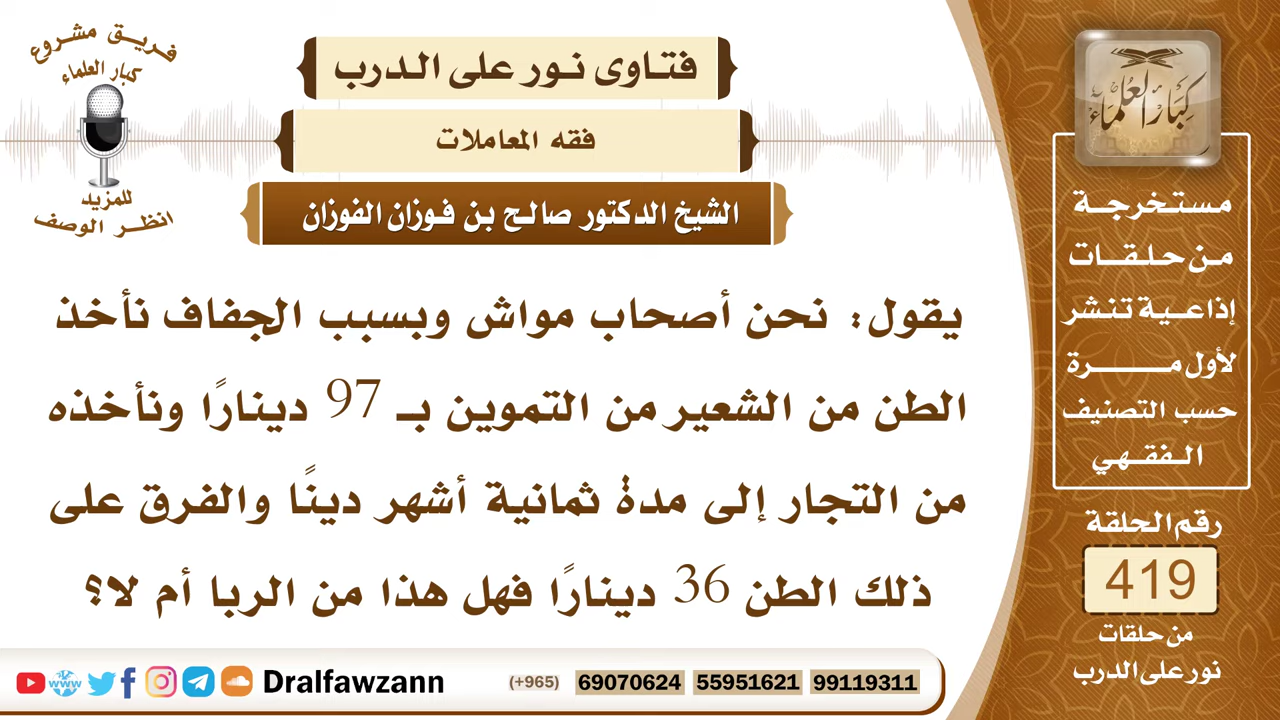 فريق مشروع
كبار العلماء
للمزيد
انظر الوصف
فتاوى نور على الدرب
فقه المعاملات
الشيخ الدكتور صالح بن فوزان الفوزان
يقول: نحن أصحاب مواش وبسبب الجفاف نأخذ
الطن من الشعير من التموين بـ 97 دينارًا ونأخذه
من التجار إلى مدة ثمانية أشهر دينًا والفرق على
ذلك الطن 36 دينارًا فهل هذا من الربا أم لا؟
كبار العلماء
مستخرجة
من حلقات
إذاعية تنشر
لأول مرة
حسب التصنيف
الفقهي
رقم الحلقة
419
من حلقات
نور على الدرب
Dralfawzann (+965) 69070624 55951621 99119311